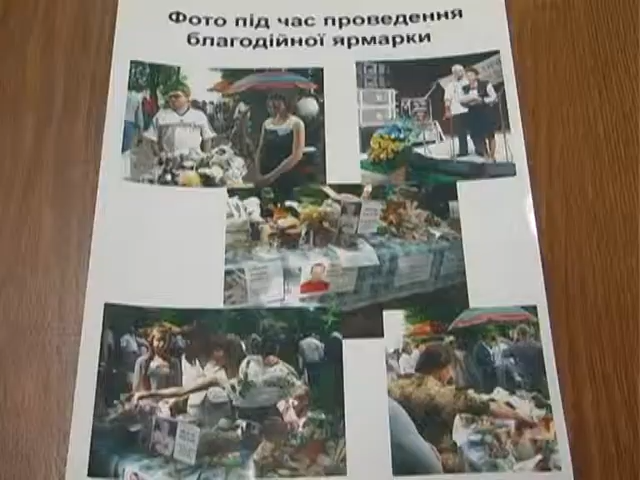 Фото під час проведення
благодійної ярмарки